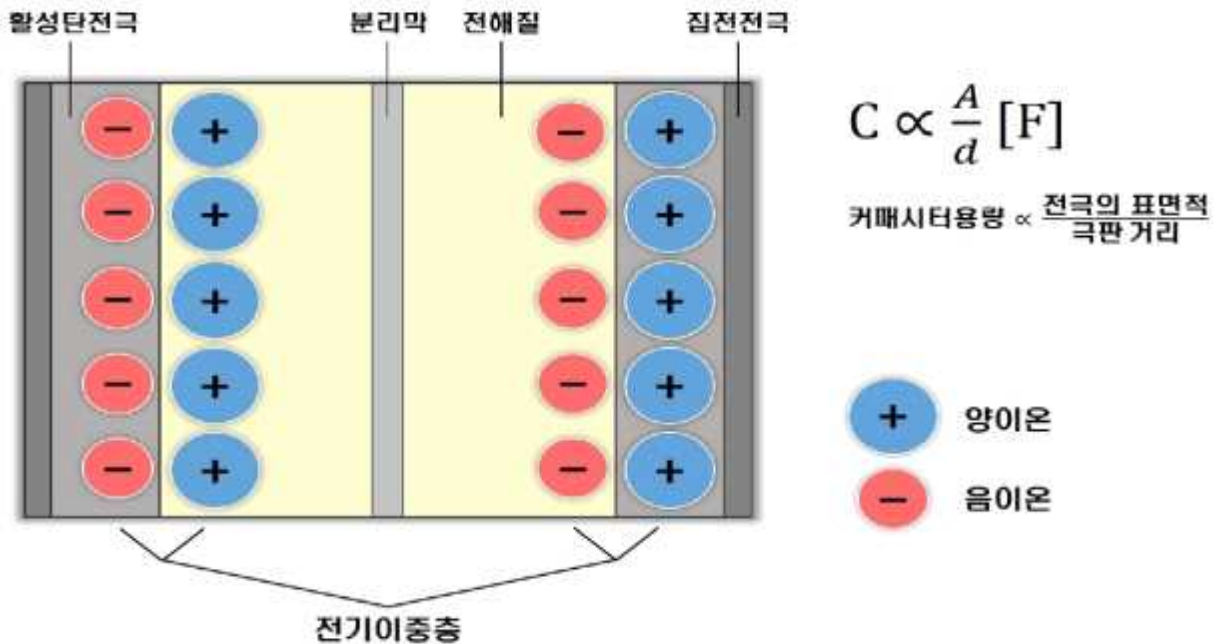 활성탄전극 분리막 전해질 집전전극
C ∝ A/d [F]
커패시터용량 ∝ 전극의 표면적 / 극판 거리
− + − +
− + − +
− + − +
− + − +
− + − +
+ 양이온
− 음이온
전기이중층